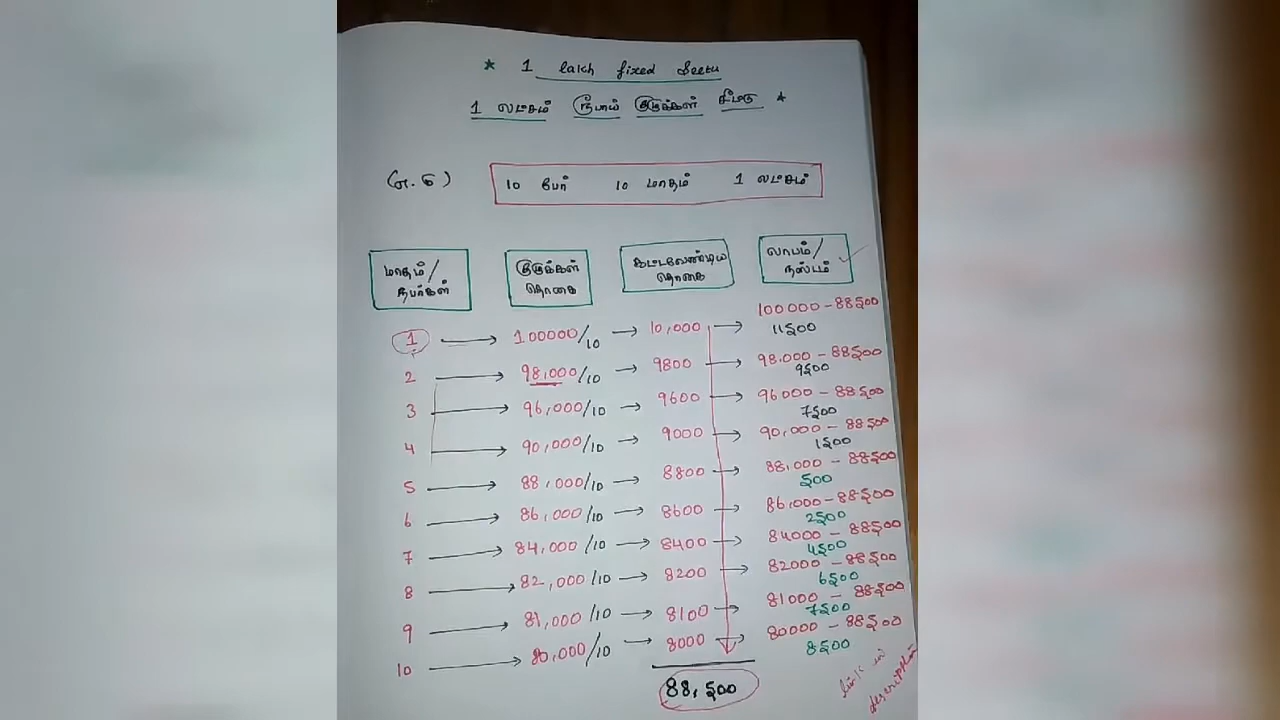 * 1 lakh fixed Seetu
1 லட்சம் ரூபாய் குலுக்கள் சீட்டு *
(எ.கா)
10 பேர் 10 மாதம் 1 லட்சம்
மாதம்/ நபர்கள்
குலுக்கள் தொகை
கட்டவேண்டிய தொகை
லாபம்/ நஸ்டம்
1 → 100000/10 → 10,000 → 100000 - 88500
11500
2 → 98,000/10 → 9800 → 98,000 - 88500
9500
3 → 96,000/10 → 9600 → 96000 - 88500
7500
4 → 90,000/10 → 9000 → 90,000 - 88500
1500
5 → 88,000/10 → 8800 → 88,000 - 88500
500
6 → 86,000/10 → 8600 → 86,000 - 88500
2500
7 → 84,000/10 → 8400 → 84000 - 88500
4500
8 → 82,000/10 → 8200 → 82000 - 88500
6500
9 → 81,000/10 → 8100 → 81000 - 88500
7500
10 → 80,000/10 → 8000 → 80000 - 88500
8500
88,500
link in
description